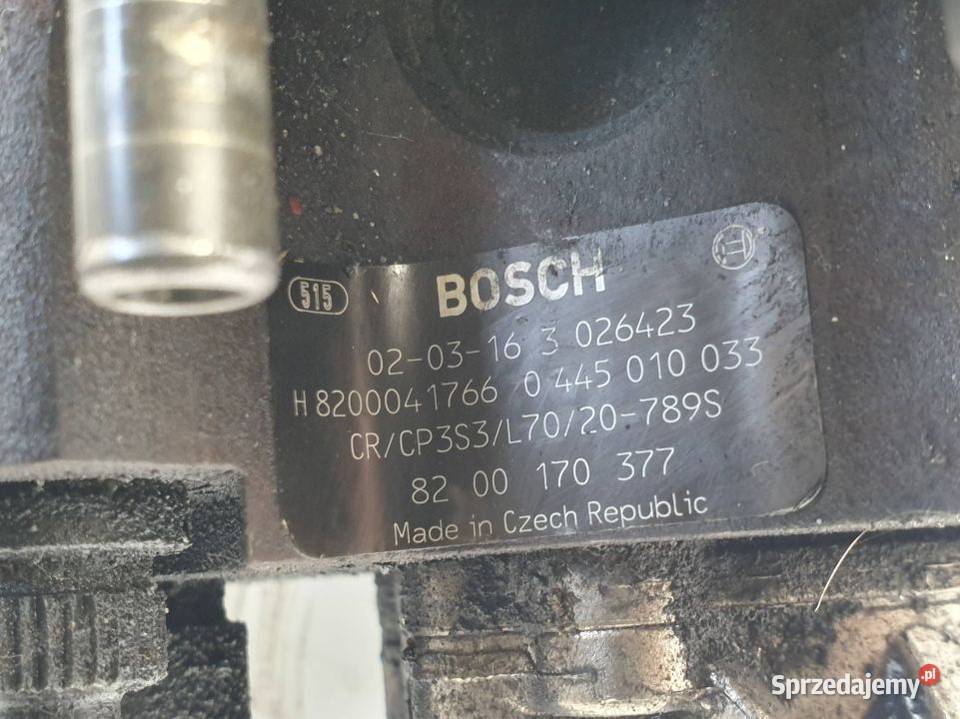 515
BOSCH
02-03-16 3 026423
H 8200041766 0 445 010 033
CR/CP3S3/L70/20-789S
82 00 170 377
Made in Czech Republic
Sprzedajemy.pl